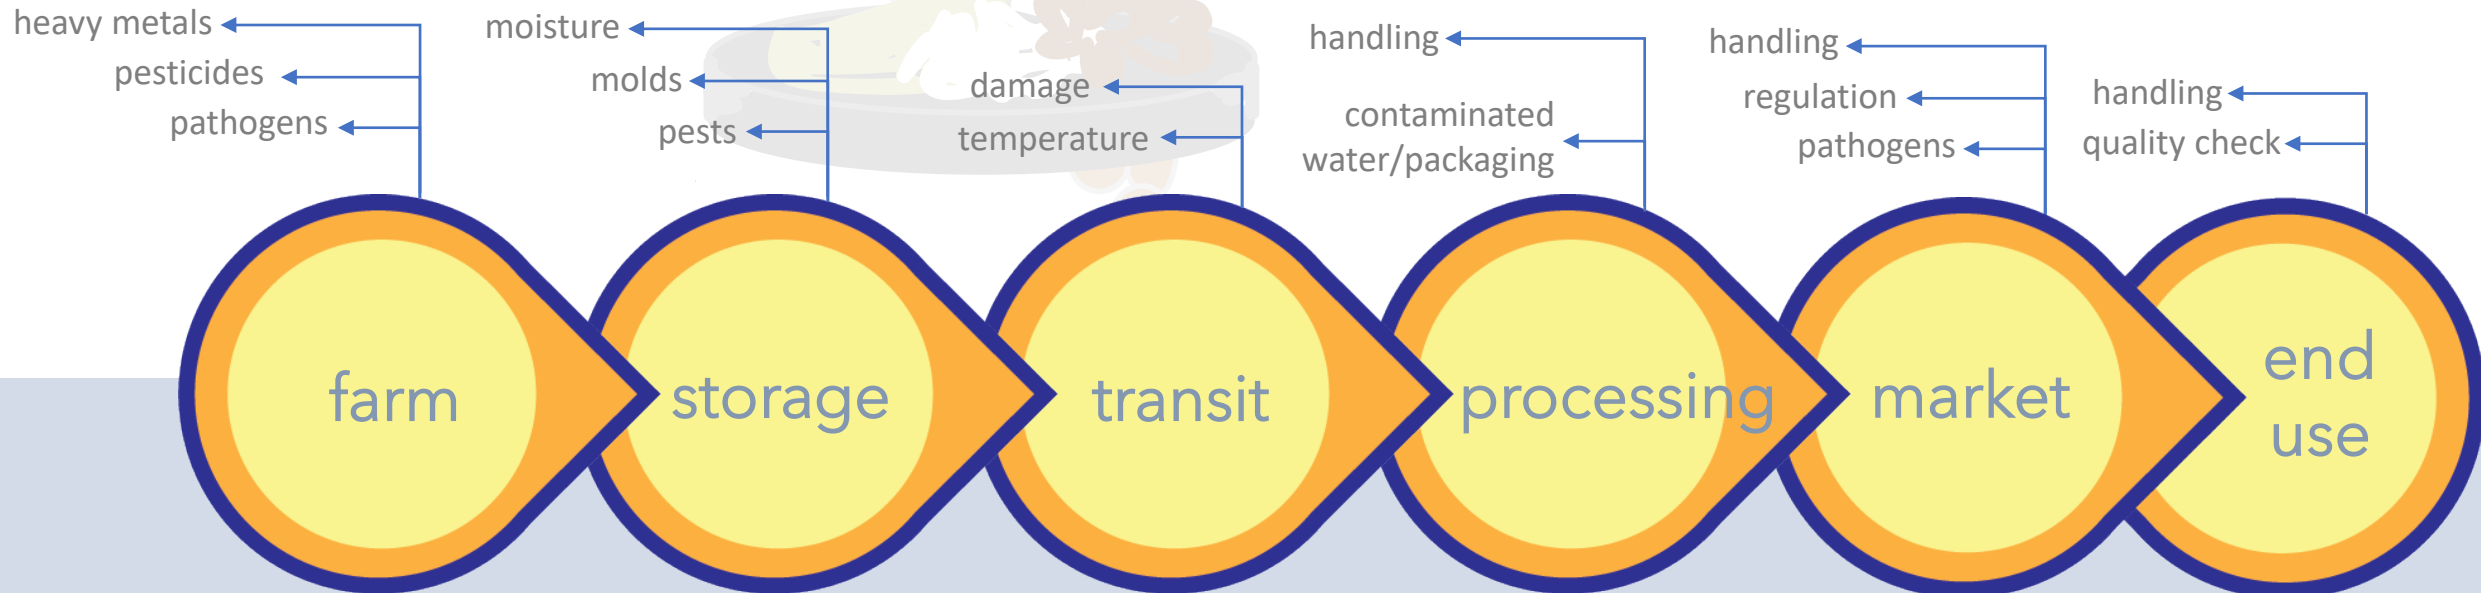 heavy metals
pesticides
pathogens
moisture
molds
pests
damage
temperature
handling
contaminated
water/packaging
handling
regulation
pathogens
handling
quality check
farm
storage
transit
processing
market
end
use